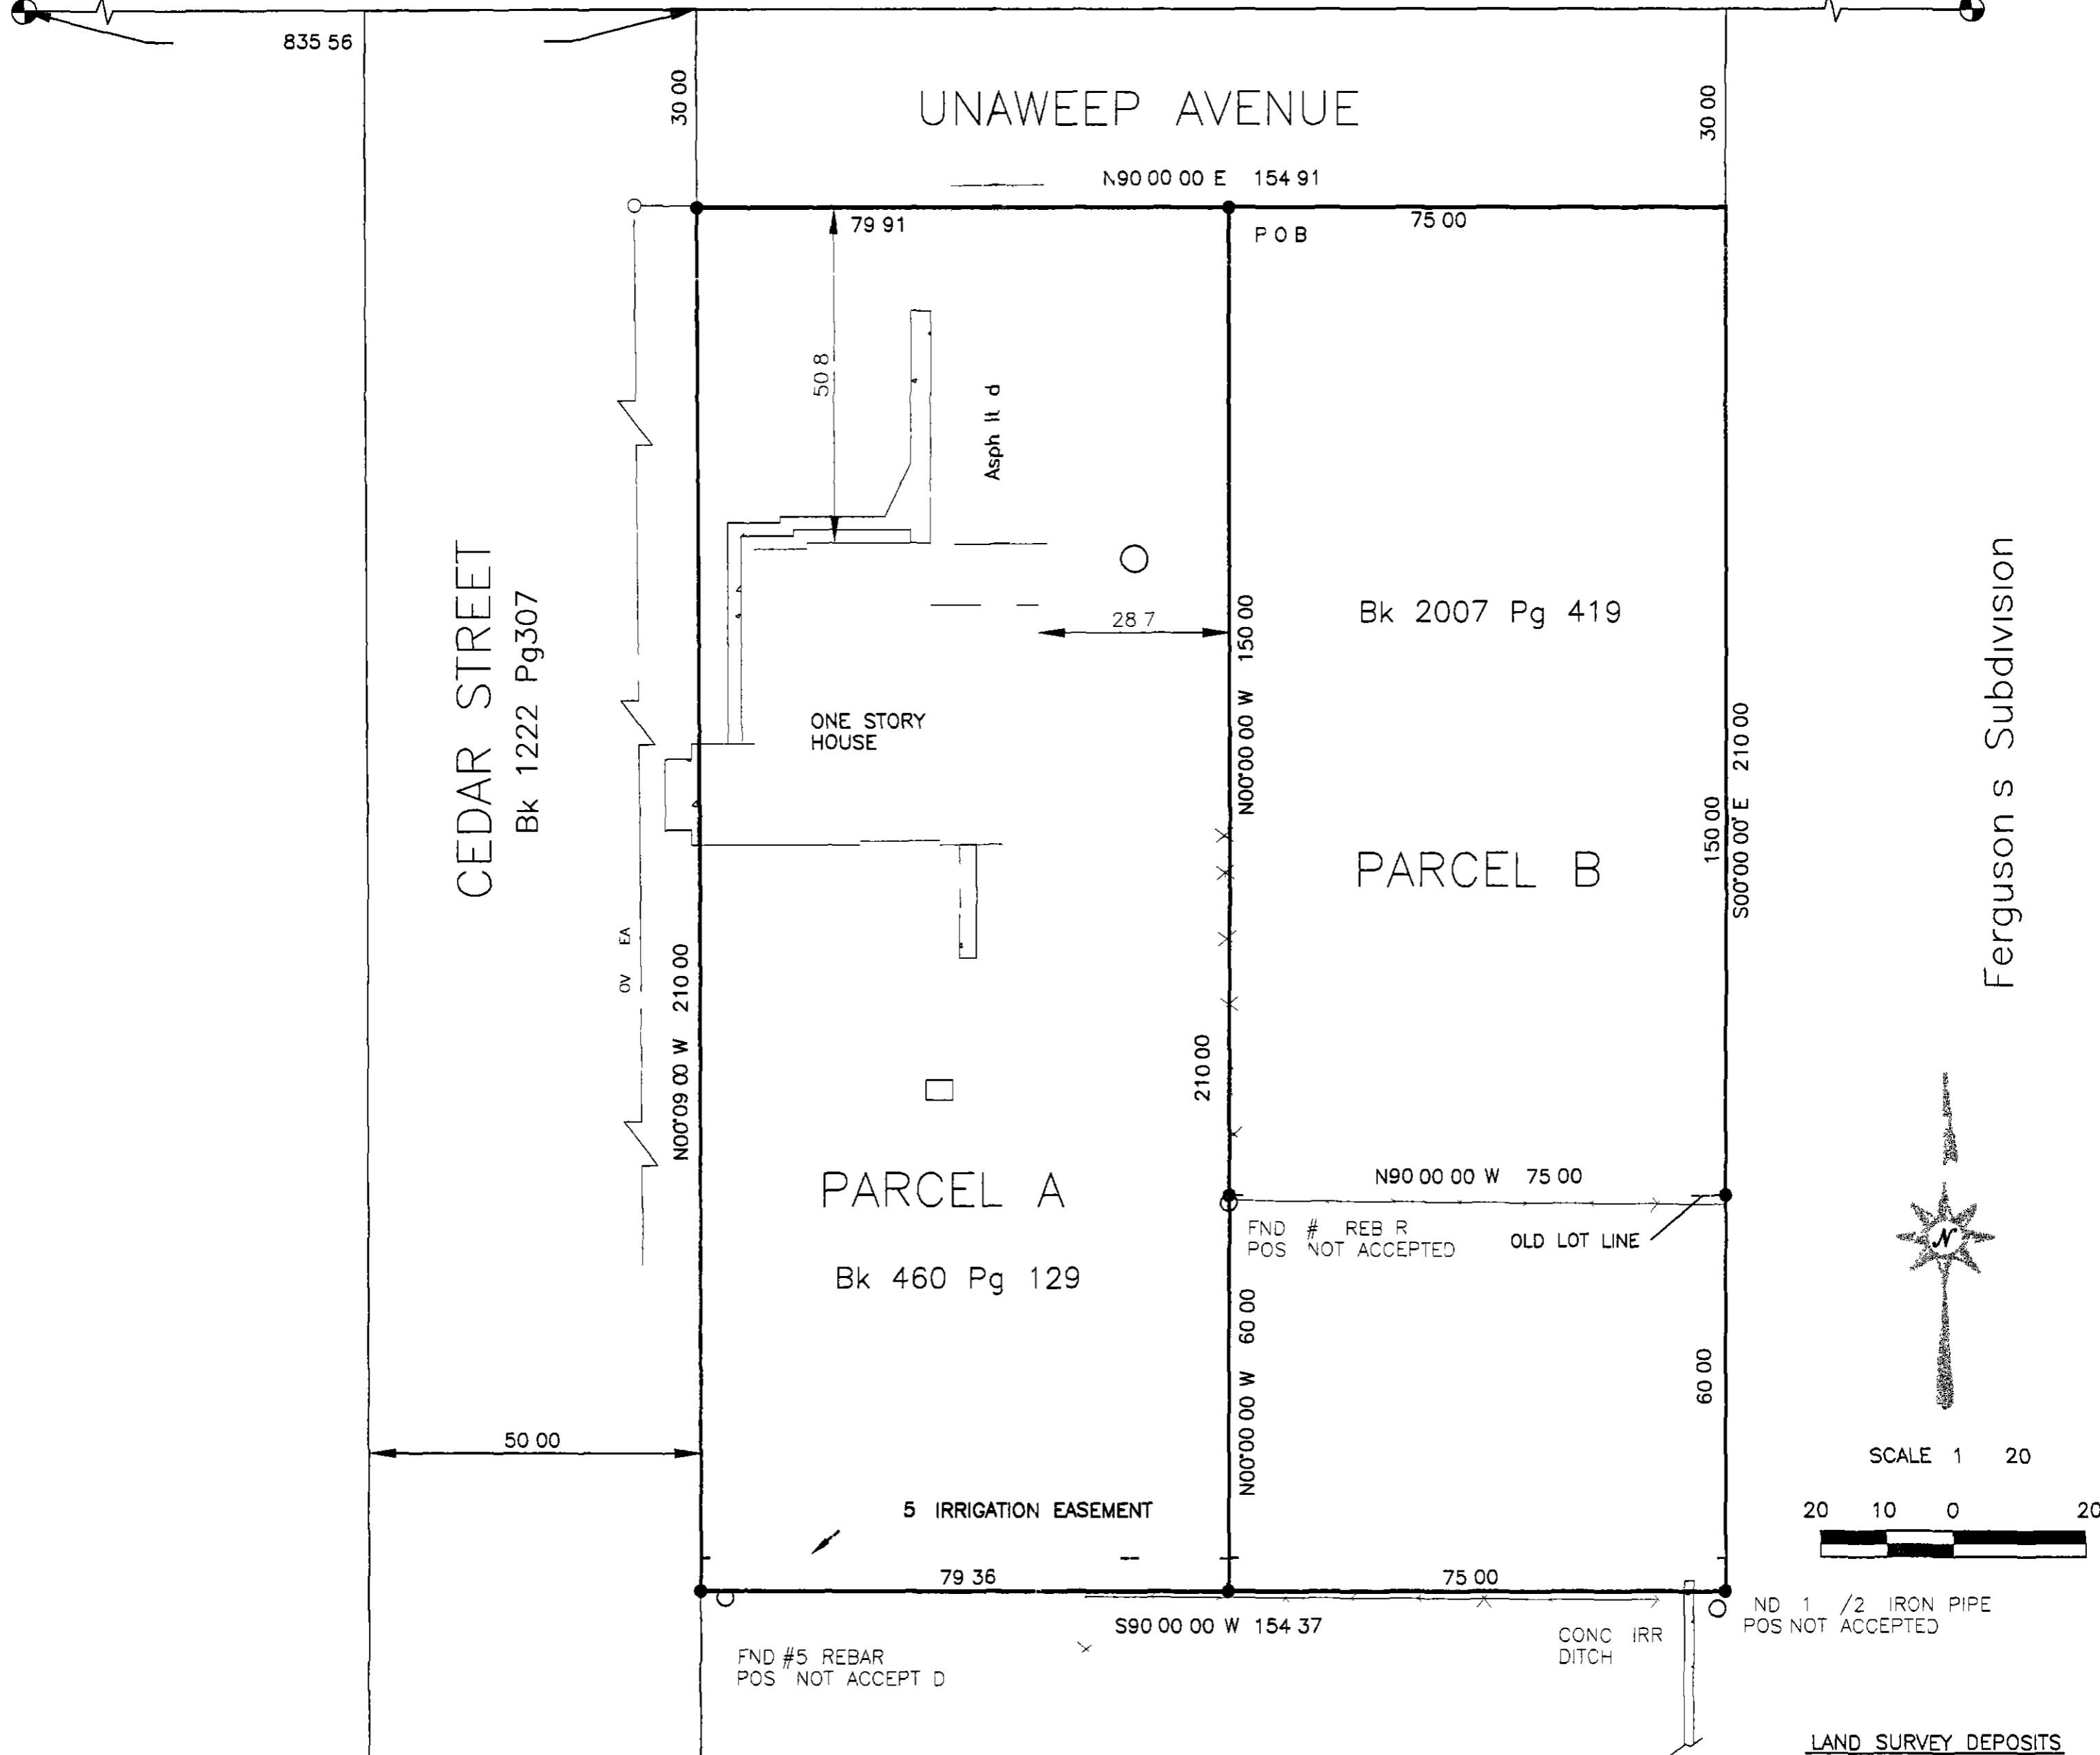 835 56
30 00
30 00
UNAWEEP AVENUE
N90 00 00 E 154 91
79 91
75 00
P O B
50 8
Asph lt d
28 7
150 00
N00°00 00 W
Bk 2007 Pg 419
CEDAR STREET
Bk 1222 Pg307
ONE STORY
HOUSE
Ferguson s Subdivision
150 00
S00°00 00' E 210 00
PARCEL B
OV EA
N00°09 00 W 210 00
210 00
PARCEL A
N90 00 00 W 75 00
FND # REB R
POS NOT ACCEPTED
OLD LOT LINE
N
Bk 460 Pg 129
N00°00 00 W 60 00
60 00
50 00
SCALE 1 20
20 10 0 20
5 IRRIGATION EASEMENT
79 36
75 00
S90 00 00 W 154 37
ND 1 /2 IRON PIPE
POS NOT ACCEPTED
CONC IRR
DITCH
FND #5 REBAR
POS NOT ACCEPT D
LAND SURVEY DEPOSITS